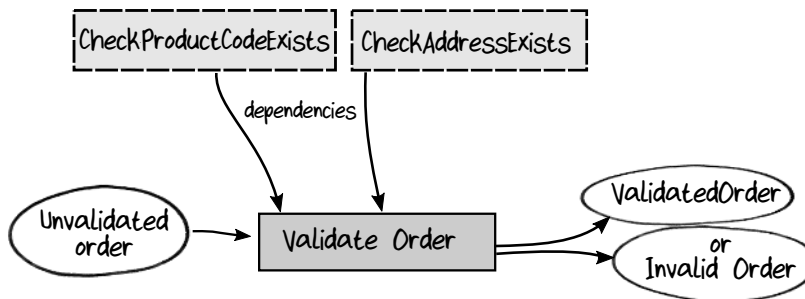 CheckProductCodeExists
CheckAddressExists
dependencies
Unvalidated
order
Validate Order
ValidatedOrder
or
Invalid Order